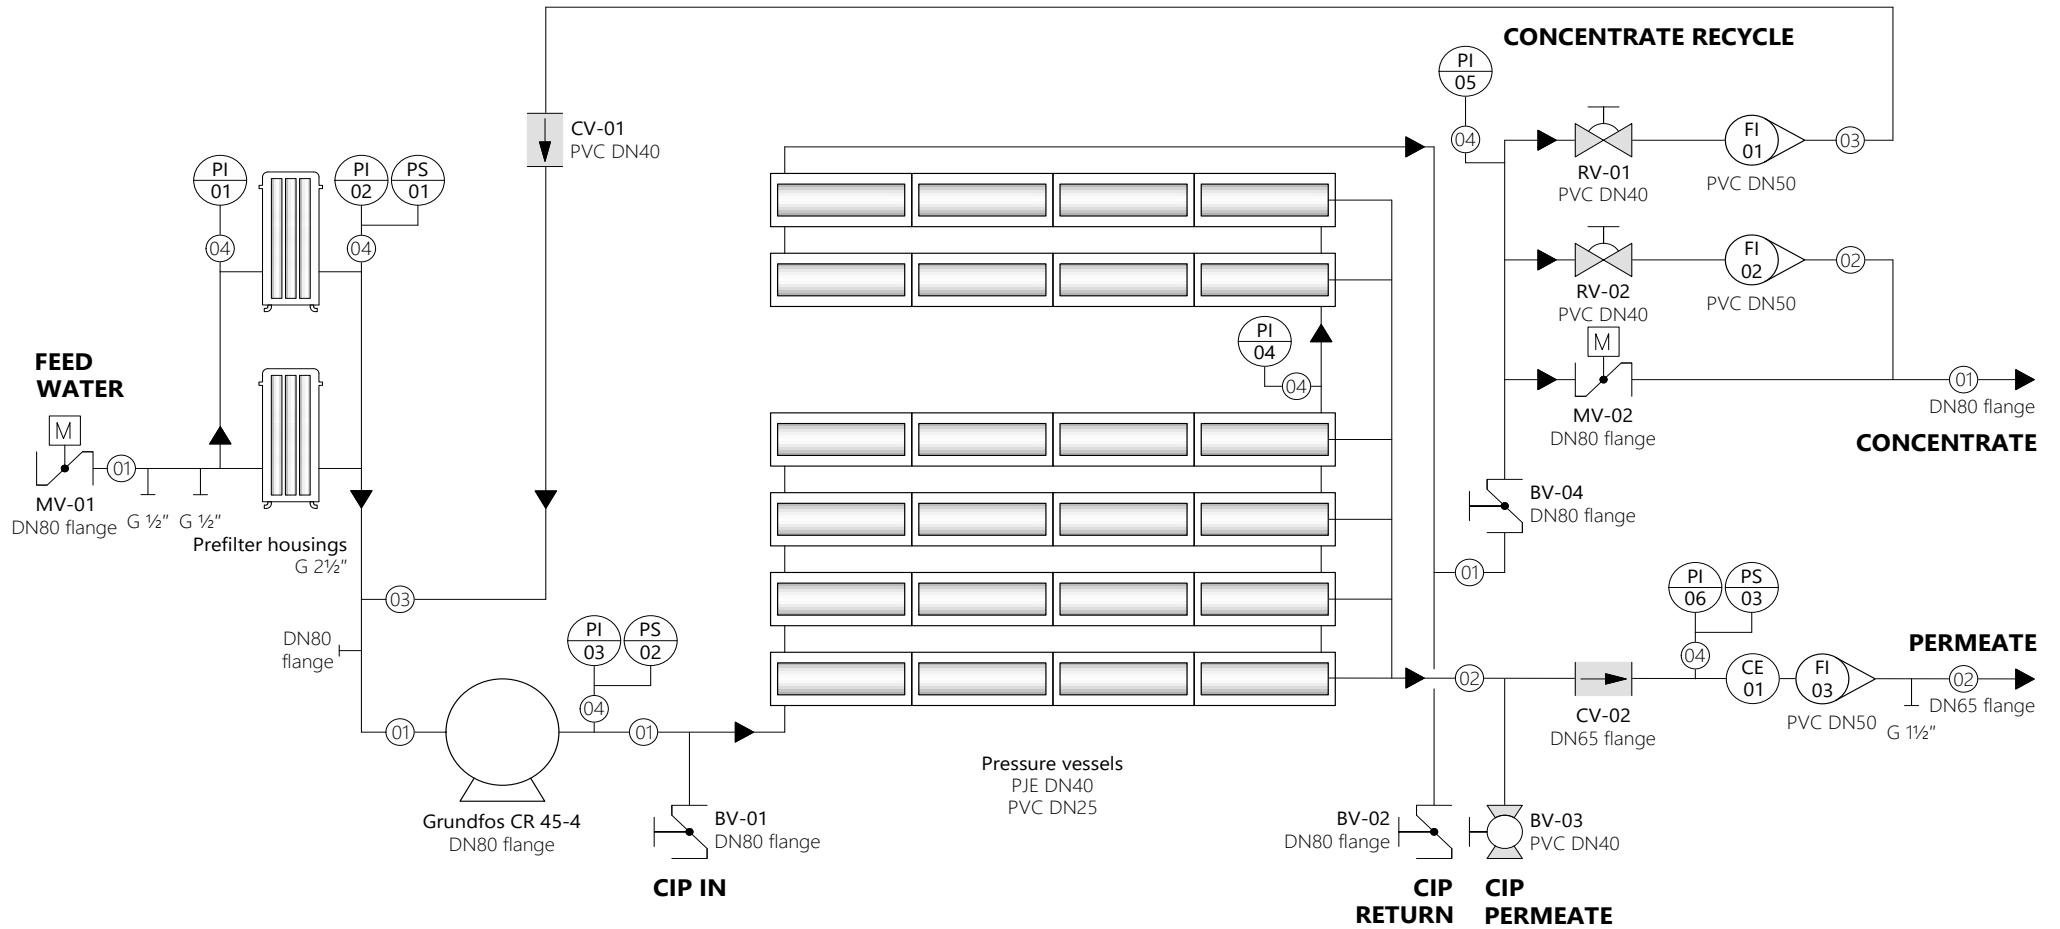 CONCENTRATE RECYCLE
PI
05
04
CV-01
PVC DN40
FI
01
03
RV-01
PVC DN40
PVC DN50
PI
01
PI
02
PS
01
04
04
FI
02
02
RV-02
PVC DN40
PVC DN50
PI
04
04
M
MV-02
DN80 flange
01
DN80 flange
CONCENTRATE
FEED
WATER
M
01
MV-01
DN80 flange
G ½"
G ½"
Prefilter housings
G 2½"
BV-04
DN80 flange
01
03
DN80
flange
PI
03
PS
02
04
01
01
Grundfos CR 45-4
DN80 flange
BV-01
DN80 flange
CIP IN
Pressure vessels
PJE DN40
PVC DN25
PI
06
PS
03
04
PERMEATE
02
CE
01
FI
03
02
CV-02
DN65 flange
PVC DN50
G 1½"
DN65 flange
BV-02
DN80 flange
BV-03
PVC DN40
CIP
RETURN
CIP
PERMEATE